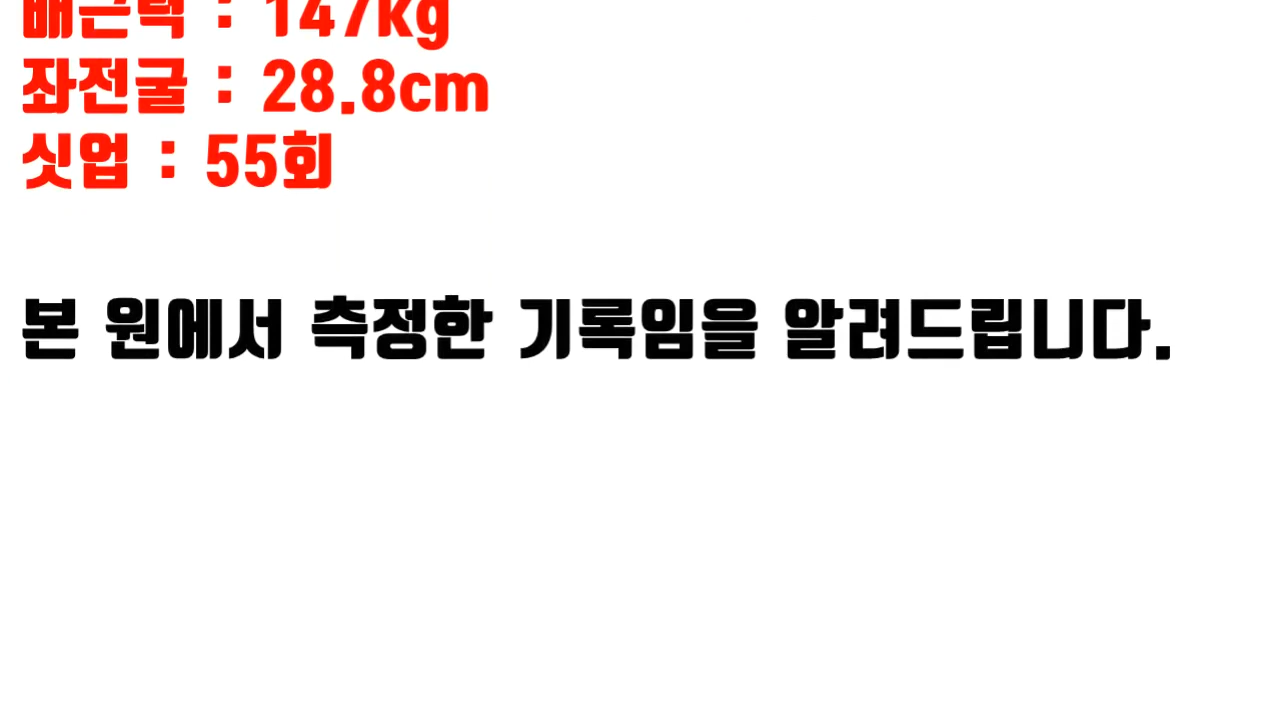 배근력 : 147kg
좌전굴 : 28.8cm
싯업 : 55회
본 원에서 측정한 기록임을 알려드립니다.